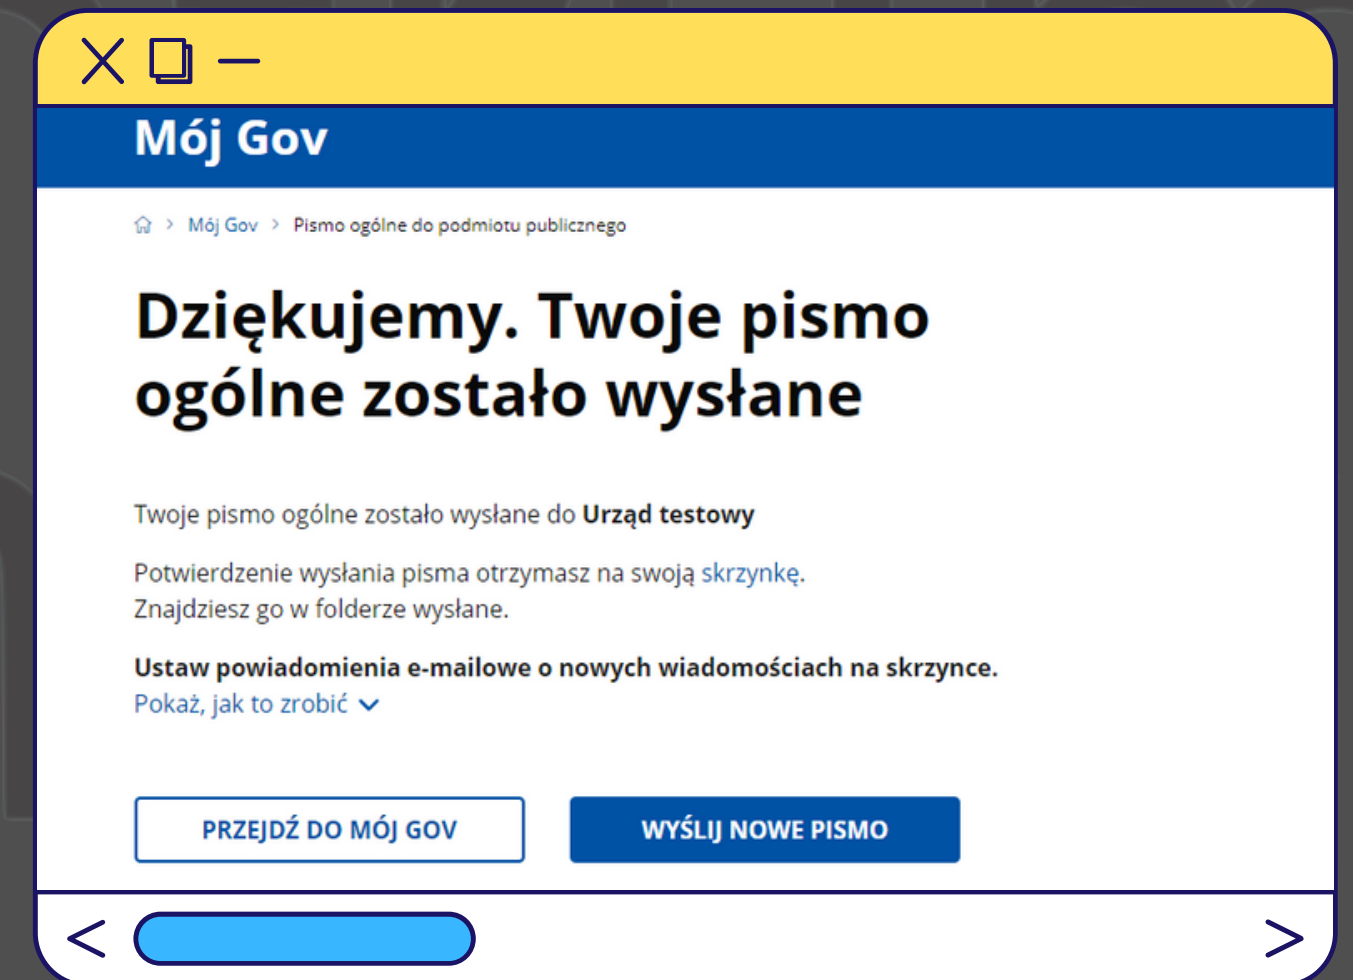 Mój Gov
Mój Gov > Pismo ogólne do podmiotu publicznego
Dziękujemy. Twoje pismo
ogólne zostało wysłane
Twoje pismo ogólne zostało wysłane do Urząd testowy
Potwierdzenie wysłania pisma otrzymasz na swoją skrzynkę.
Znajdziesz go w folderze wysłane.
Ustaw powiadomienia e-mailowe o nowych wiadomościach na skrzynce.
Pokaż, jak to zrobić
PRZEJDŹ DO MÓJ GOV
WYŚLIJ NOWE PISMO